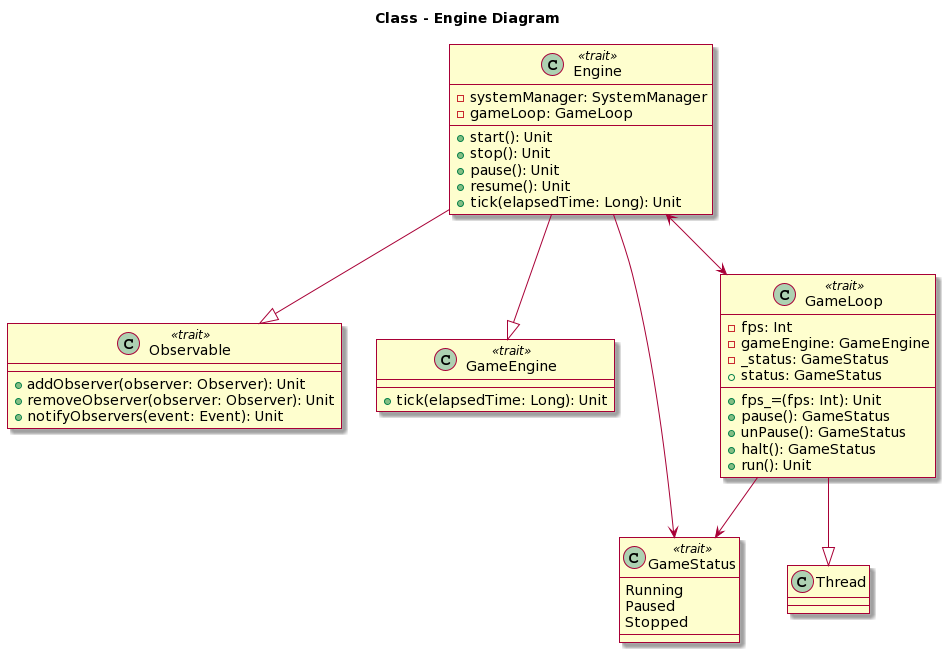 Class - Engine Diagram
«trait»
C Engine
systemManager: SystemManager
gameLoop: GameLoop
start(): Unit
stop(): Unit
pause(): Unit
resume(): Unit
tick(elapsedTime: Long): Unit
«trait»
C Observable
addObserver(observer: Observer): Unit
removeObserver(observer: Observer): Unit
notifyObservers(event: Event): Unit
«trait»
C GameEngine
tick(elapsedTime: Long): Unit
«trait»
C GameLoop
fps: Int
gameEngine: GameEngine
_status: GameStatus
status: GameStatus
fps_=(fps: Int): Unit
pause(): GameStatus
unPause(): GameStatus
halt(): GameStatus
run(): Unit
«trait»
C GameStatus
Running
Paused
Stopped
C Thread